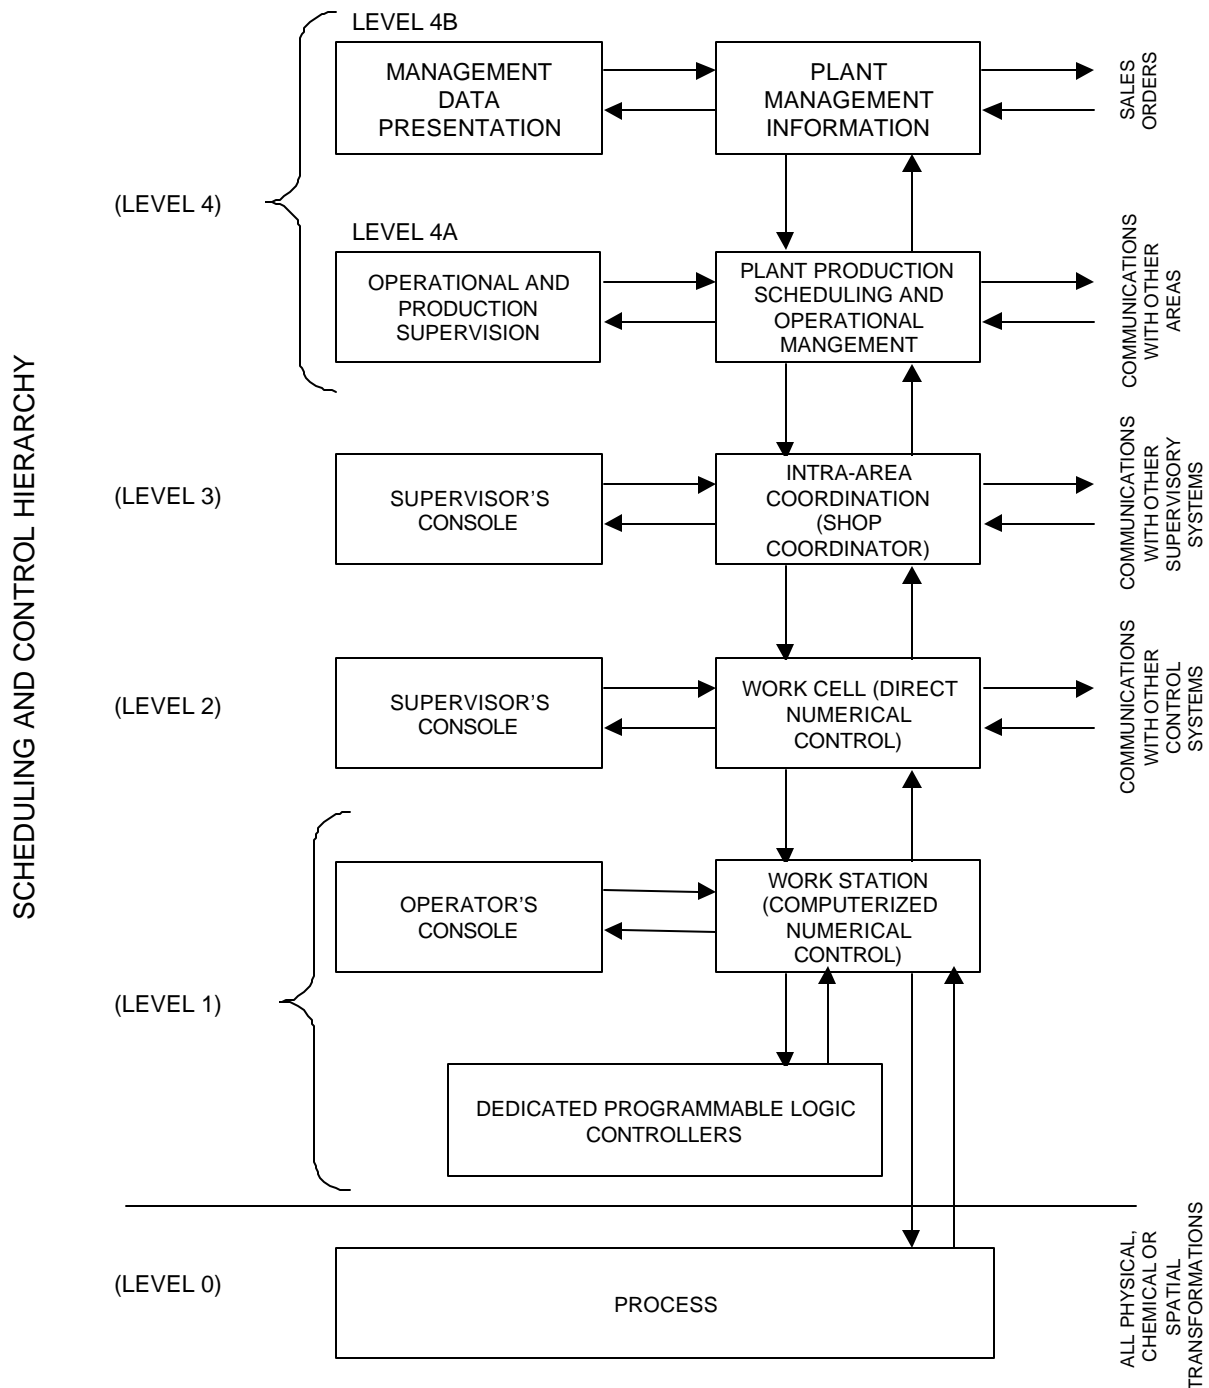 SCHEDULING AND CONTROL HIERARCHY
LEVEL 4B
MANAGEMENT
DATA
PRESENTATION
PLANT
MANAGEMENT
INFORMATION
SALES
ORDERS
(LEVEL 4)
LEVEL 4A
OPERATIONAL AND
PRODUCTION
SUPERVISION
PLANT PRODUCTION
SCHEDULING AND
OPERATIONAL
MANGEMENT
COMMUNICATIONS
WITH OTHER
AREAS
(LEVEL 3)
SUPERVISOR'S
CONSOLE
INTRA-AREA
COORDINATION
(SHOP
COORDINATOR)
COMMUNICATIONS
WITH OTHER
SUPERVISORY
SYSTEMS
(LEVEL 2)
SUPERVISOR'S
CONSOLE
WORK CELL (DIRECT
NUMERICAL
CONTROL)
COMMUNICATIONS
WITH OTHER
CONTROL
SYSTEMS
(LEVEL 1)
OPERATOR'S
CONSOLE
WORK STATION
(COMPUTERIZED
NUMERICAL
CONTROL)
DEDICATED PROGRAMMABLE LOGIC
CONTROLLERS
(LEVEL 0)
PROCESS
ALL PHYSICAL,
CHEMICAL OR
SPATIAL
TRANSFORMATIONS